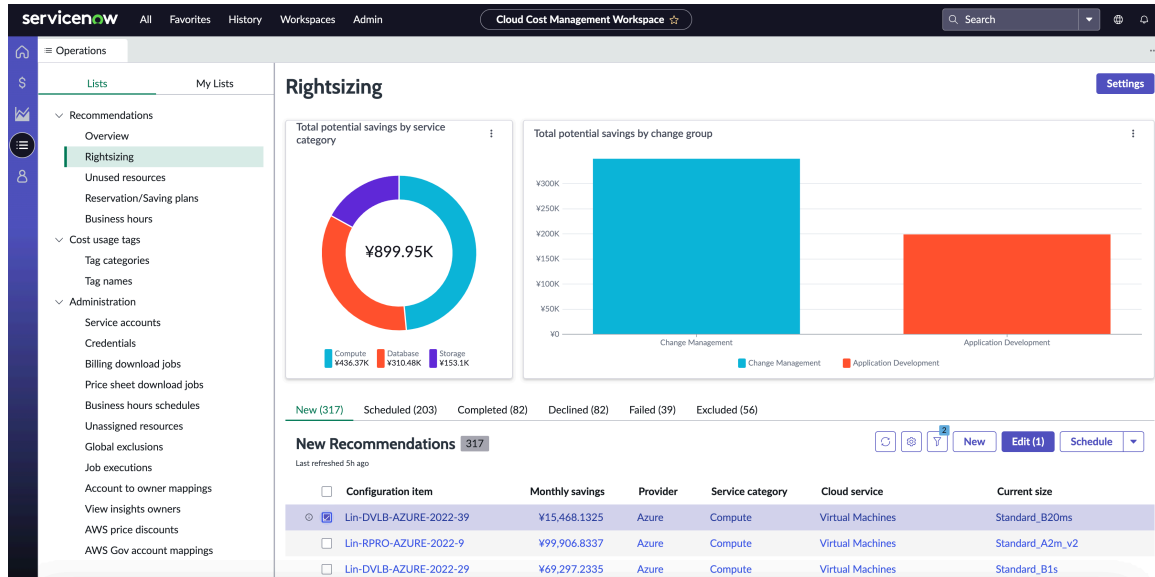 servicenow
All Favorites History Workspaces Admin
Cloud Cost Management Workspace
Search
Operations
Lists My Lists
Recommendations
Overview
Rightsizing
Unused resources
Reservation/Saving plans
Business hours
Cost usage tags
Tag categories
Tag names
Administration
Service accounts
Credentials
Billing download jobs
Price sheet download jobs
Business hours schedules
Unassigned resources
Global exclusions
Job executions
Account to owner mappings
View insights owners
AWS price discounts
AWS Gov account mappings
Rightsizing
Settings
Total potential savings by service
category
¥899.95K
Compute Database Storage
¥436.37K ¥310.48K ¥153.1K
Total potential savings by change group
¥300K
¥250K
¥200K
¥150K
¥100K
¥50K
¥0
Change Management Application Development
Change Management Application Development
New (317) Scheduled (203) Completed (82) Declined (82) Failed (39) Excluded (56)
New Recommendations 317
Last refreshed 5h ago
2
New Edit (1) Schedule
Configuration item Monthly savings Provider Service category Cloud service Current size
Lin-DVLB-AZURE-2022-39 ¥15,468.1325 Azure Compute Virtual Machines Standard_B20ms
Lin-RPRO-AZURE-2022-9 ¥99,906.8337 Azure Compute Virtual Machines Standard_A2m_v2
Lin-DVLB-AZURE-2022-29 ¥69,297.2335 Azure Compute Virtual Machines Standard_B1s